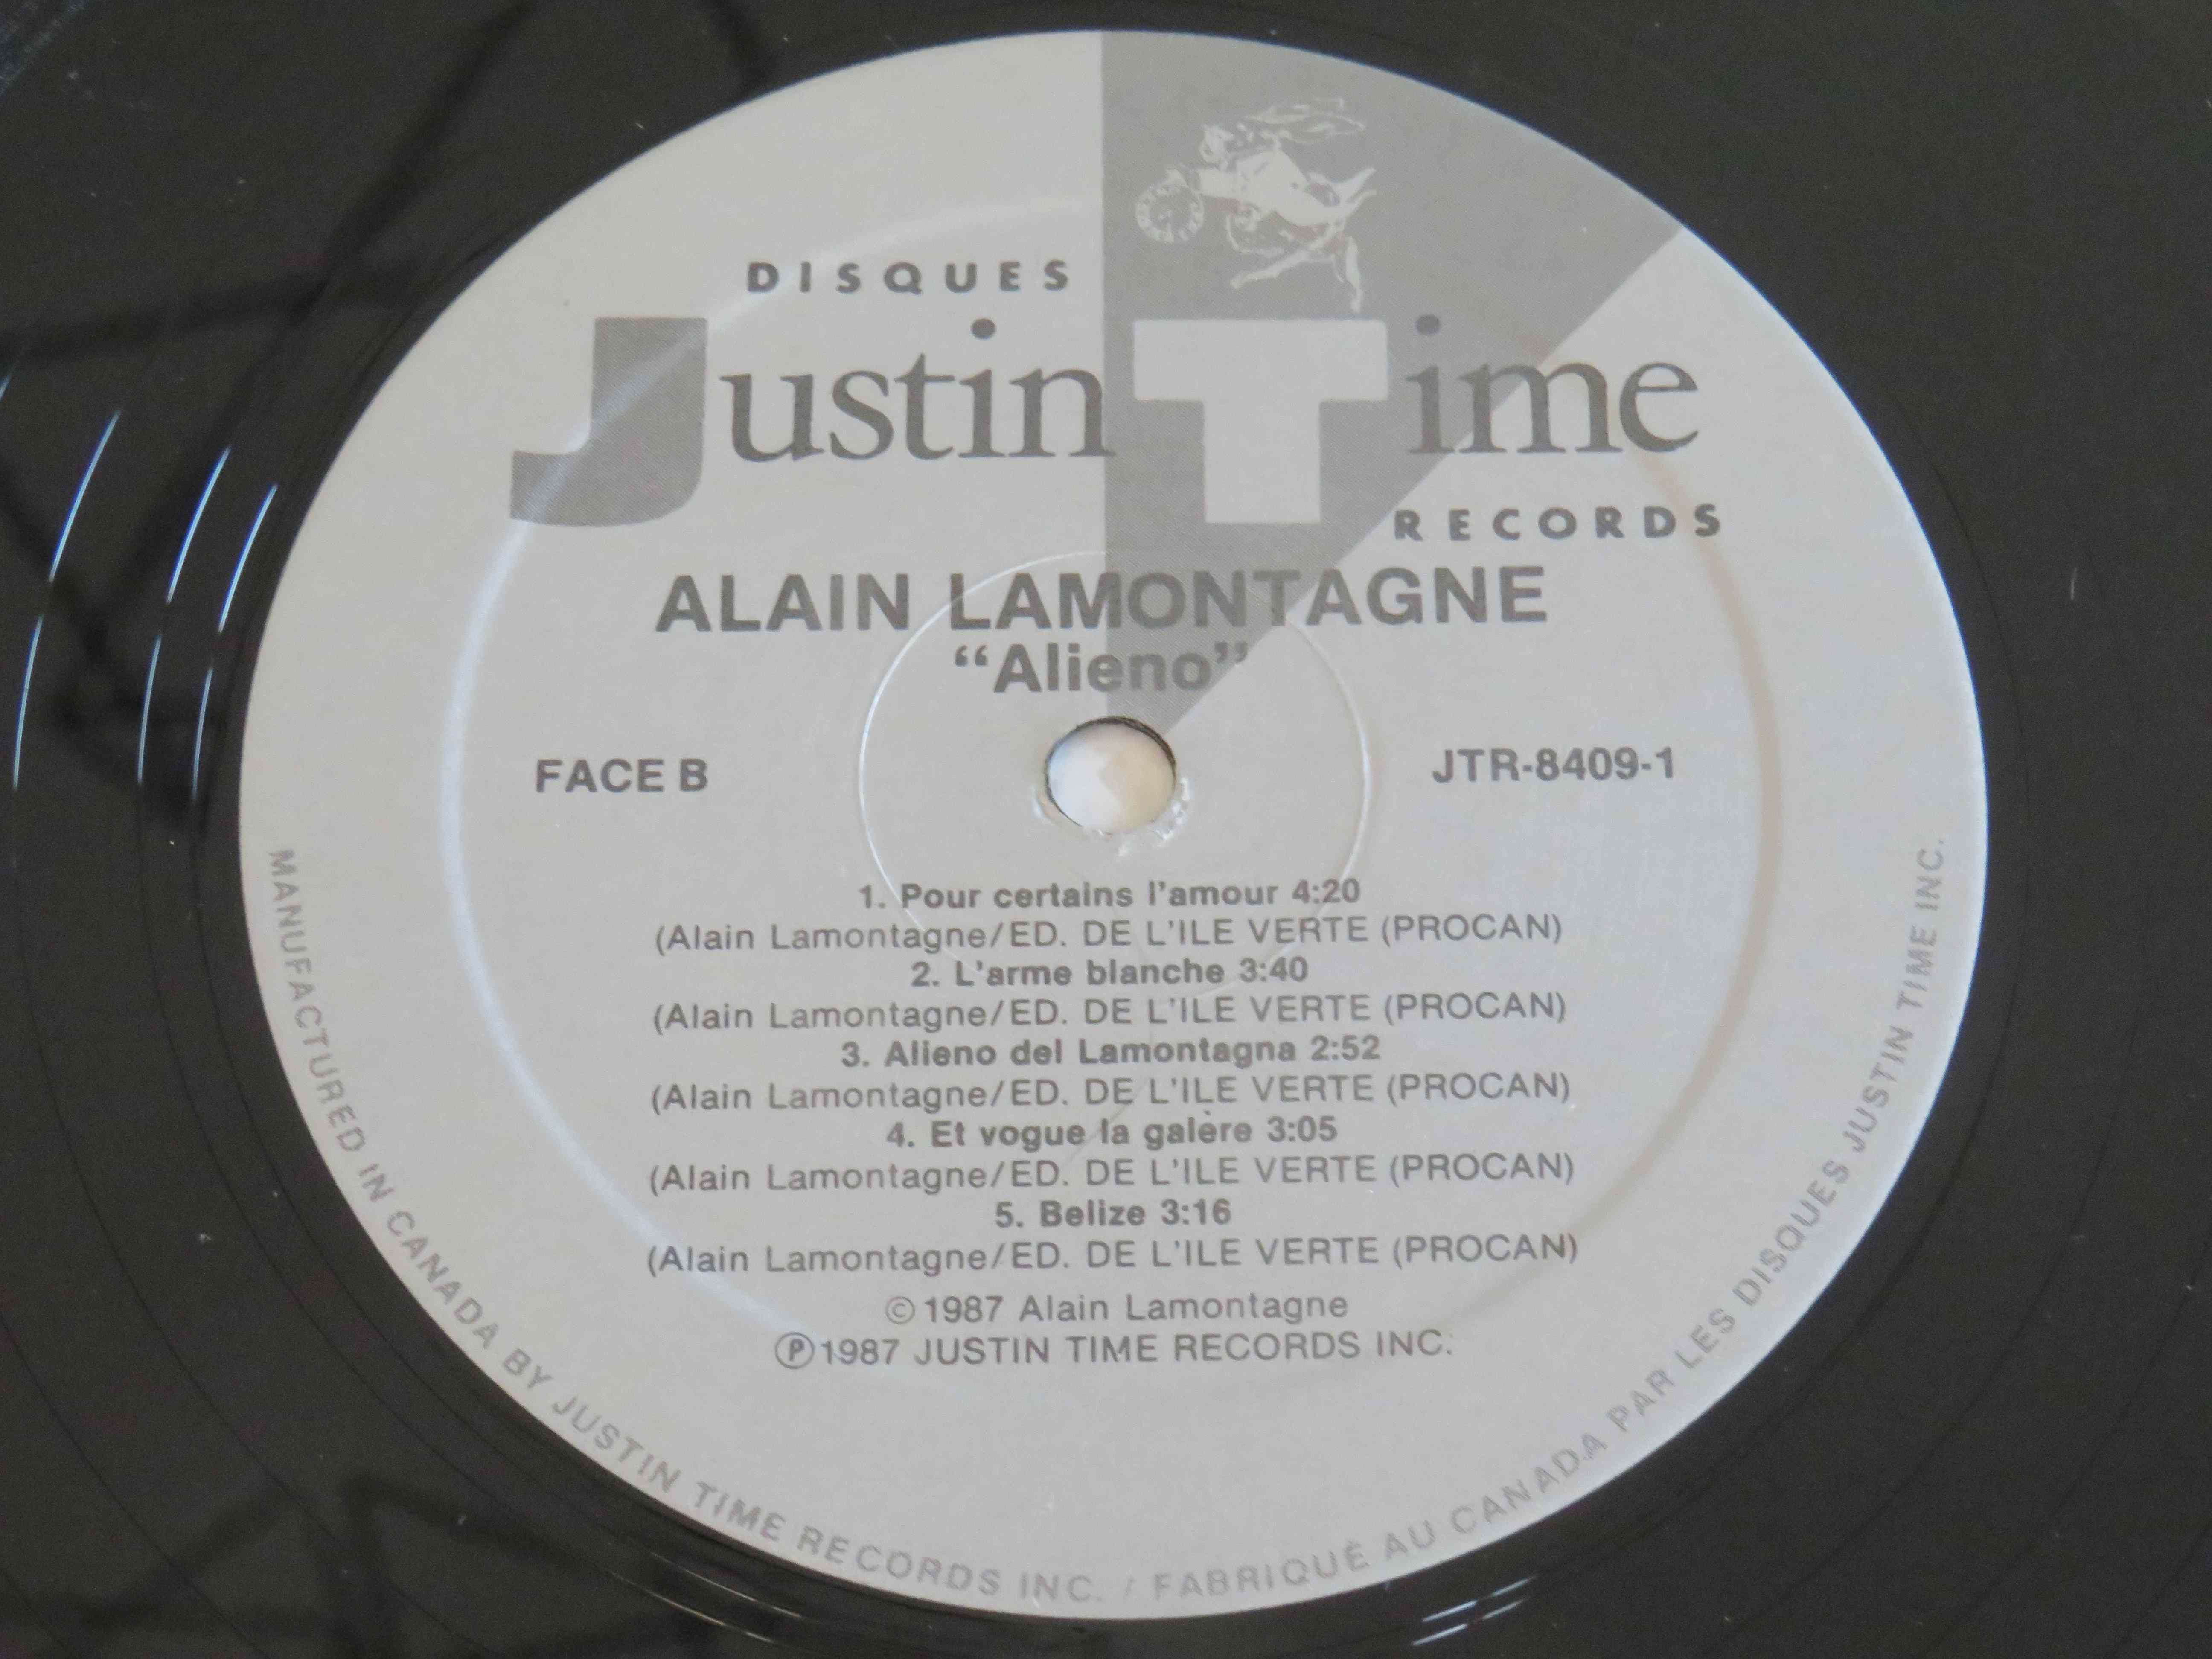 DISQUES
Justin Time
RECORDS
ALAIN LAMONTAGNE
“Alieno”
FACE B
JTR-8409-1
1. Pour certains l'amour 4:20
(Alain Lamontagne/ED. DE L'ILE VERTE (PROCAN)
2. L'arme blanche 3:40
(Alain Lamontagne/ED. DE L'ILE VERTE (PROCAN)
3. Alieno del Lamontagna 2:52
(Alain Lamontagne/ED. DE L'ILE VERTE (PROCAN)
4. Et vogue la galère 3:05
(Alain Lamontagne/ED. DE L'ILE VERTE (PROCAN)
5. Belize 3:16
(Alain Lamontagne/ED. DE L'ILE VERTE (PROCAN)
© 1987 Alain Lamontagne
℗ 1987 JUSTIN TIME RECORDS INC.
MANUFACTURED IN CANADA BY JUSTIN TIME RECORDS INC. / FABRIQUÉ AU CANADA PAR LES DISQUES JUSTIN TIME INC.